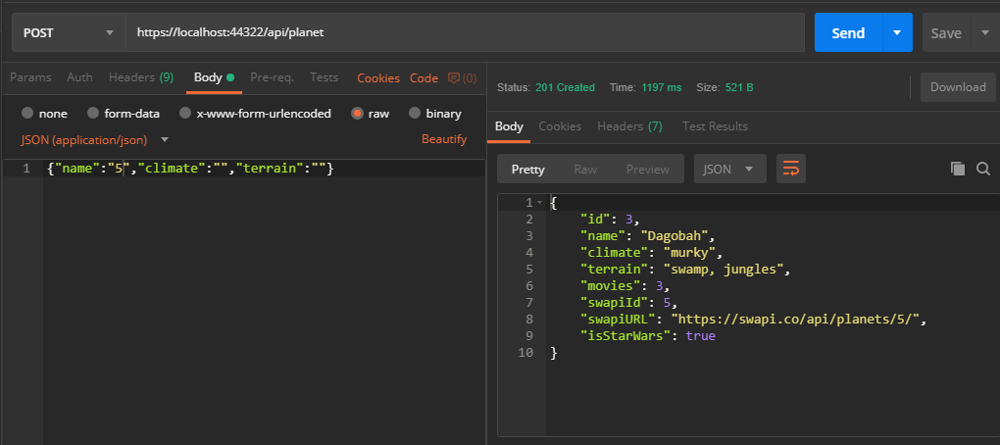 POST https://localhost:44322/api/planet Send Save
Params Auth Headers (9) Body Pre-req. Tests Cookies Code (0)
none form-data x-www-form-urlencoded raw binary
JSON (application/json) Beautify
1 {"name":"5","climate":"","terrain":""}
Status: 201 Created Time: 1197 ms Size: 521 B Download
Body Cookies Headers (7) Test Results
Pretty Raw Preview JSON
1 {
2 "id": 3,
3 "name": "Dagobah",
4 "climate": "murky",
5 "terrain": "swamp, jungles",
6 "movies": 3,
7 "swapiId": 5,
8 "swapiURL": "https://swapi.co/api/planets/5/",
9 "isStarWars": true
10 }